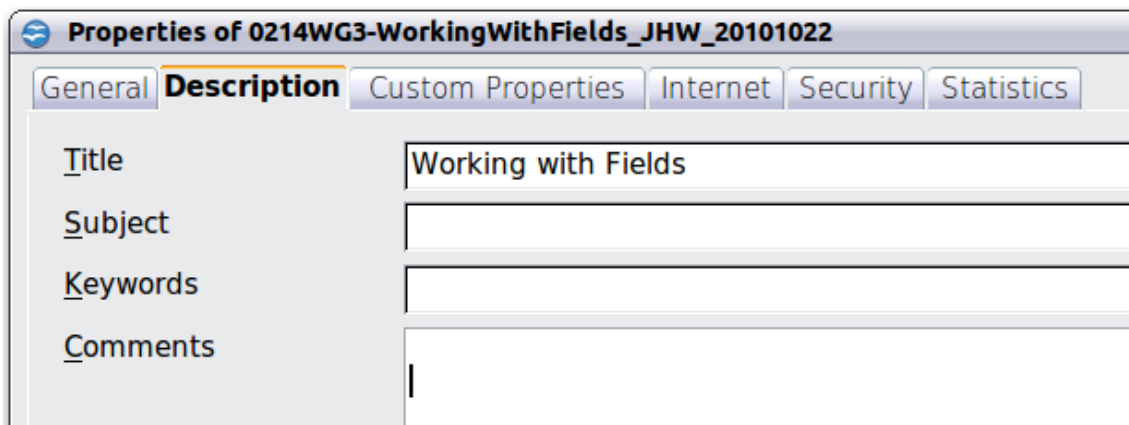 Properties of 0214WG3-WorkingWithFields_JHW_20101022
General Description Custom Properties Internet Security Statistics
Title Working with Fields
Subject
Keywords
Comments